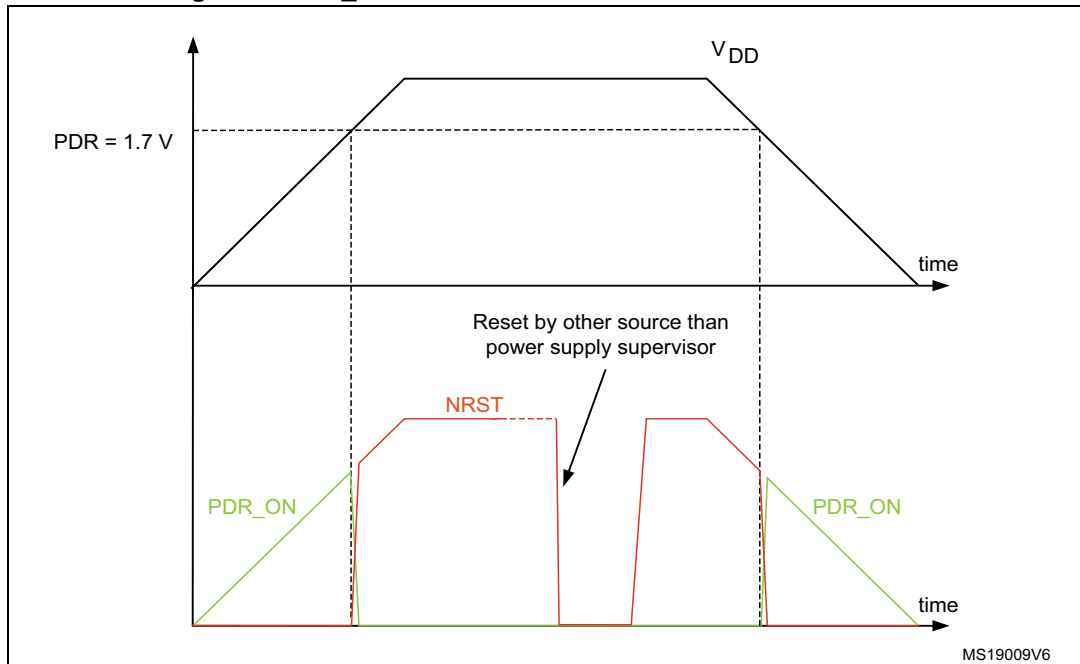 V DD
PDR = 1.7 V
time
Reset by other source than
power supply supervisor
NRST
PDR_ON
PDR_ON
time
MS19009V6